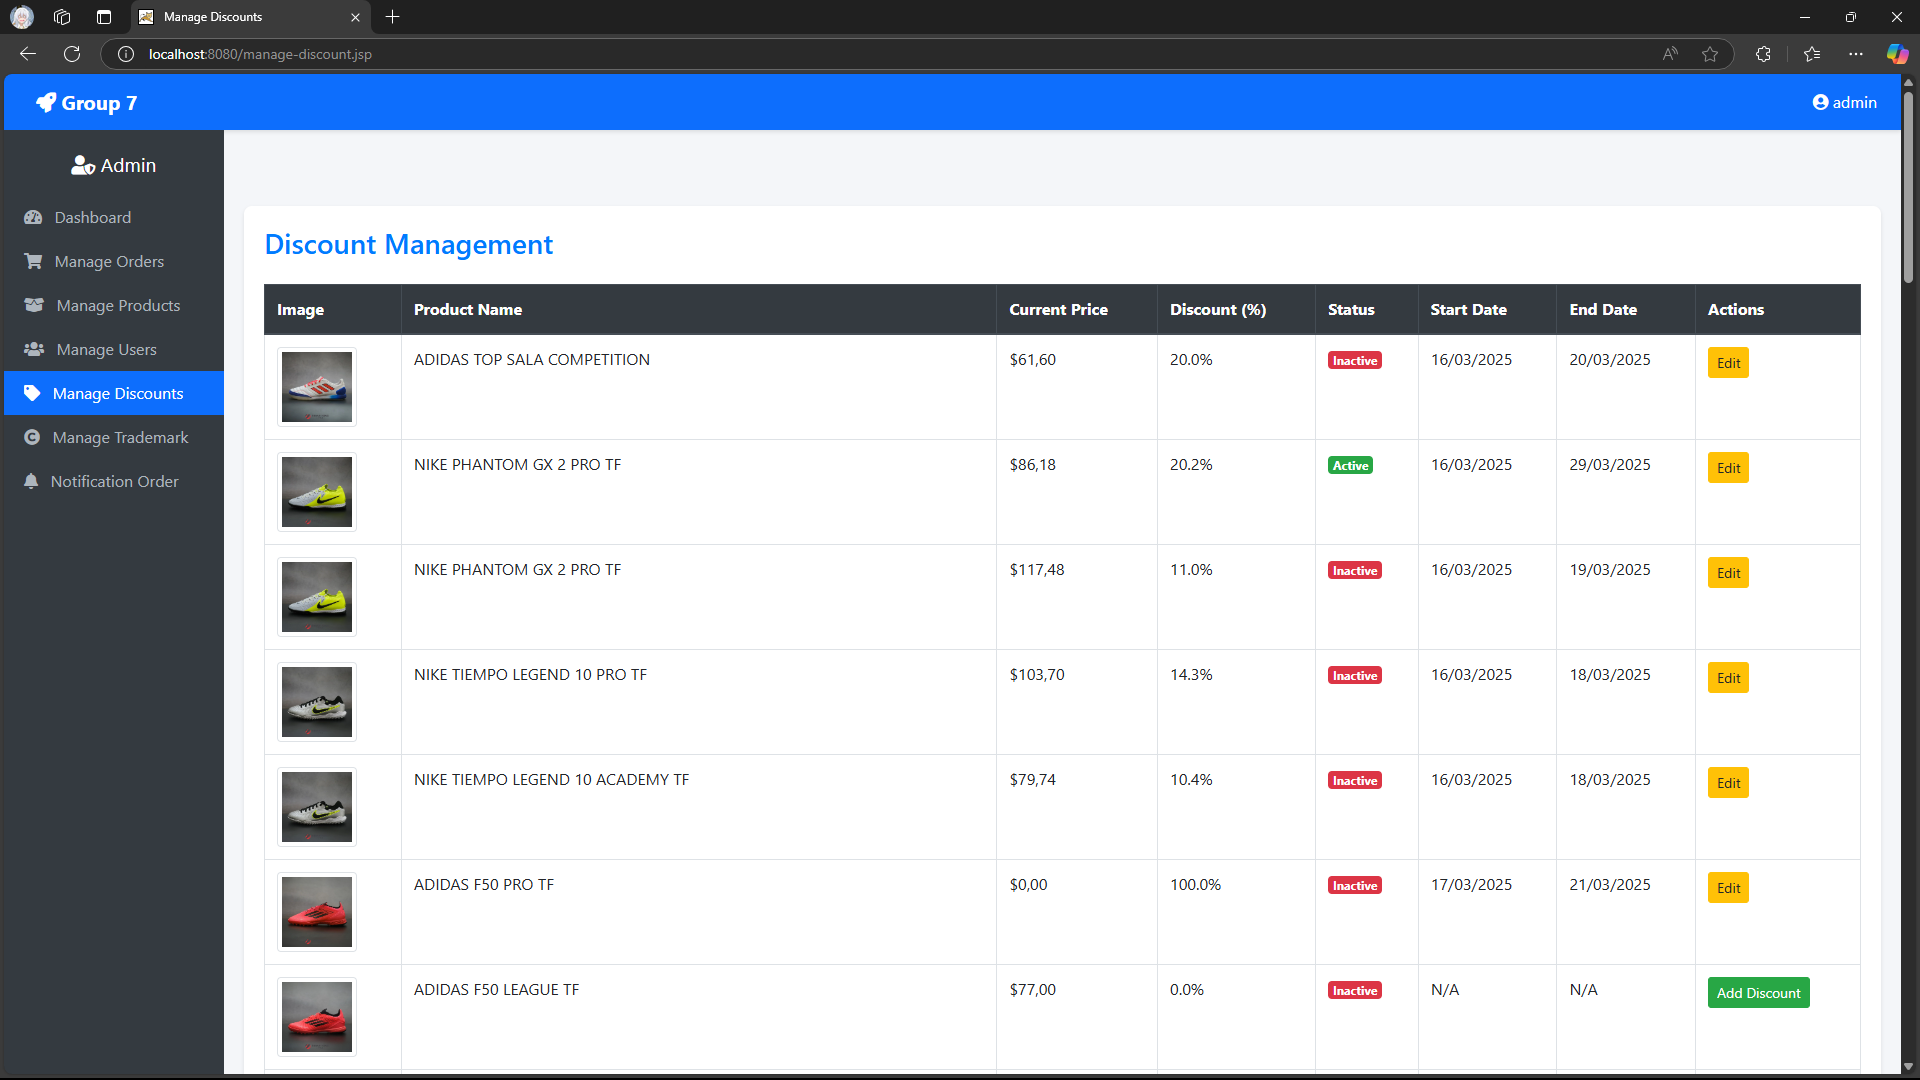 Manage Discounts
localhost:8080/manage-discount.jsp
Group 7
admin
Admin
Dashboard
Manage Orders
Manage Products
Manage Users
Manage Discounts
Manage Trademark
Notification Order
Discount Management
Image Product Name Current Price Discount (%) Status Start Date End Date Actions
ADIDAS TOP SALA COMPETITION $61,60 20.0% Inactive 16/03/2025 20/03/2025 Edit
NIKE PHANTOM GX 2 PRO TF $86,18 20.2% Active 16/03/2025 29/03/2025 Edit
NIKE PHANTOM GX 2 PRO TF $117,48 11.0% Inactive 16/03/2025 19/03/2025 Edit
NIKE TIEMPO LEGEND 10 PRO TF $103,70 14.3% Inactive 16/03/2025 18/03/2025 Edit
NIKE TIEMPO LEGEND 10 ACADEMY TF $79,74 10.4% Inactive 16/03/2025 18/03/2025 Edit
ADIDAS F50 PRO TF $0,00 100.0% Inactive 17/03/2025 21/03/2025 Edit
ADIDAS F50 LEAGUE TF $77,00 0.0% Inactive N/A N/A Add Discount